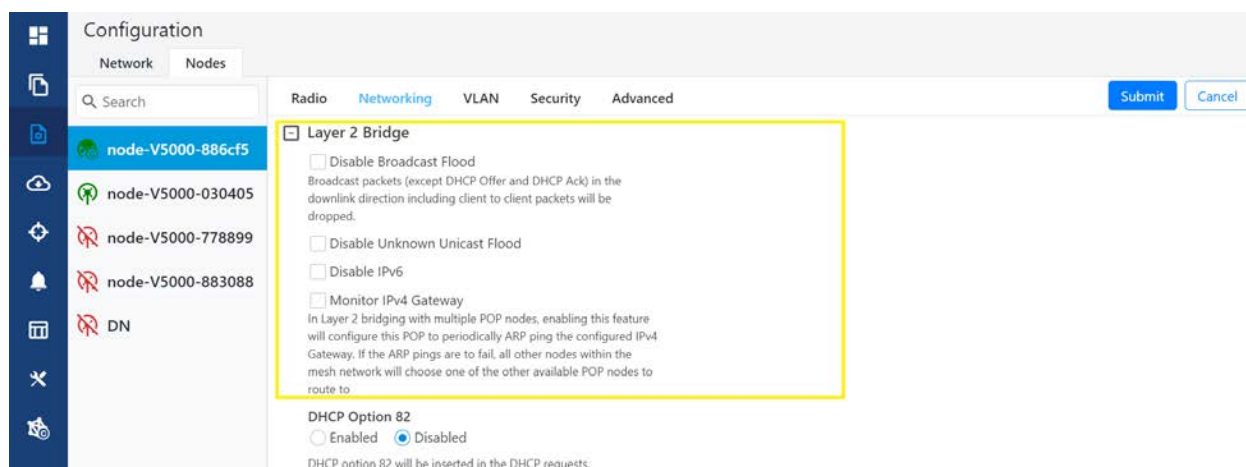 Configuration
Network Nodes
Search
Radio Networking VLAN Security Advanced
Submit Cancel
node-V5000-886cf5
node-V5000-030405
node-V5000-778899
node-V5000-883088
DN
Layer 2 Bridge
Disable Broadcast Flood
Broadcast packets (except DHCP Offer and DHCP Ack) in the
downlink direction including client to client packets will be
dropped.
Disable Unknown Unicast Flood
Disable IPv6
Monitor IPv4 Gateway
In Layer 2 bridging with multiple POP nodes, enabling this feature
will configure this POP to periodically ARP ping the configured IPv4
Gateway. If the ARP pings are to fail, all other nodes within the
mesh network will choose one of the other available POP nodes to
route to
DHCP Option 82
Enabled Disabled
DHCP option 82 will be inserted in the DHCP requests.